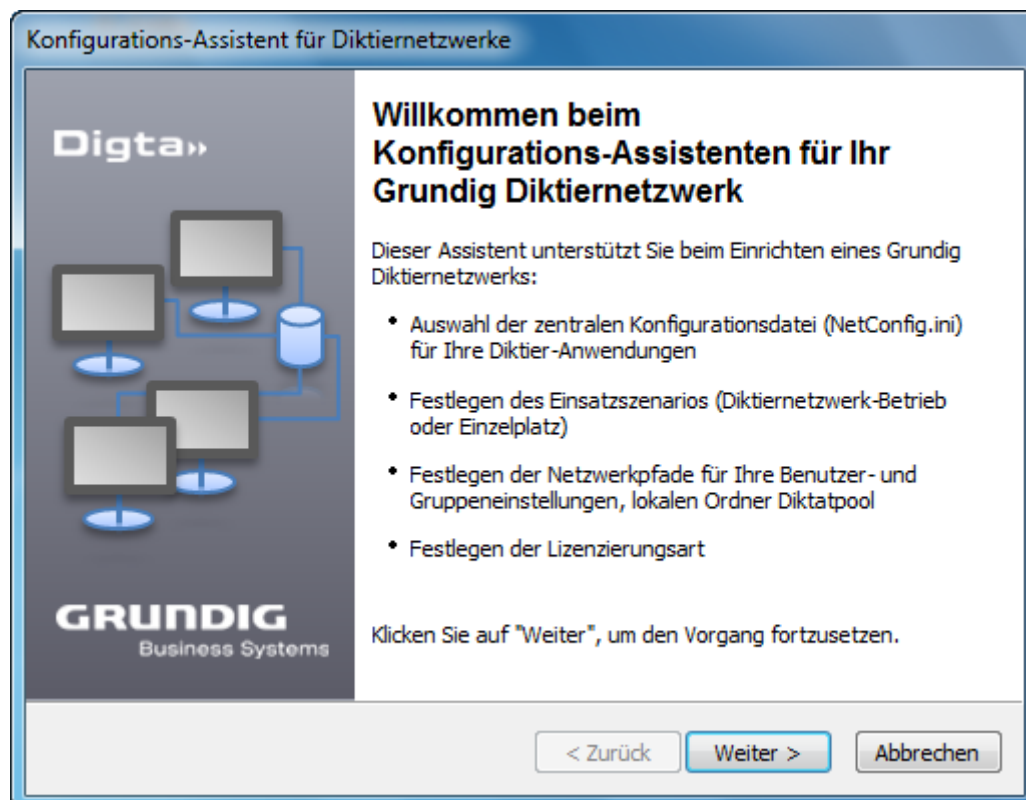 Konfigurations-Assistent für Diktiernetzwerke
Digta»
GRUNDIG
Business Systems
Willkommen beim
Konfigurations-Assistenten für Ihr
Grundig Diktiernetzwerk
Dieser Assistent unterstützt Sie beim Einrichten eines Grundig
Diktiernetzwerks:
• Auswahl der zentralen Konfigurationsdatei (NetConfig.ini)
für Ihre Diktier-Anwendungen
• Festlegen des Einsatzszenarios (Diktiernetzwerk-Betrieb
oder Einzelplatz)
• Festlegen der Netzwerkpfade für Ihre Benutzer- und
Gruppeneinstellungen, lokalen Ordner Diktatpool
• Festlegen der Lizenzierungsart
Klicken Sie auf "Weiter", um den Vorgang fortzusetzen.
< Zurück
Weiter >
Abbrechen